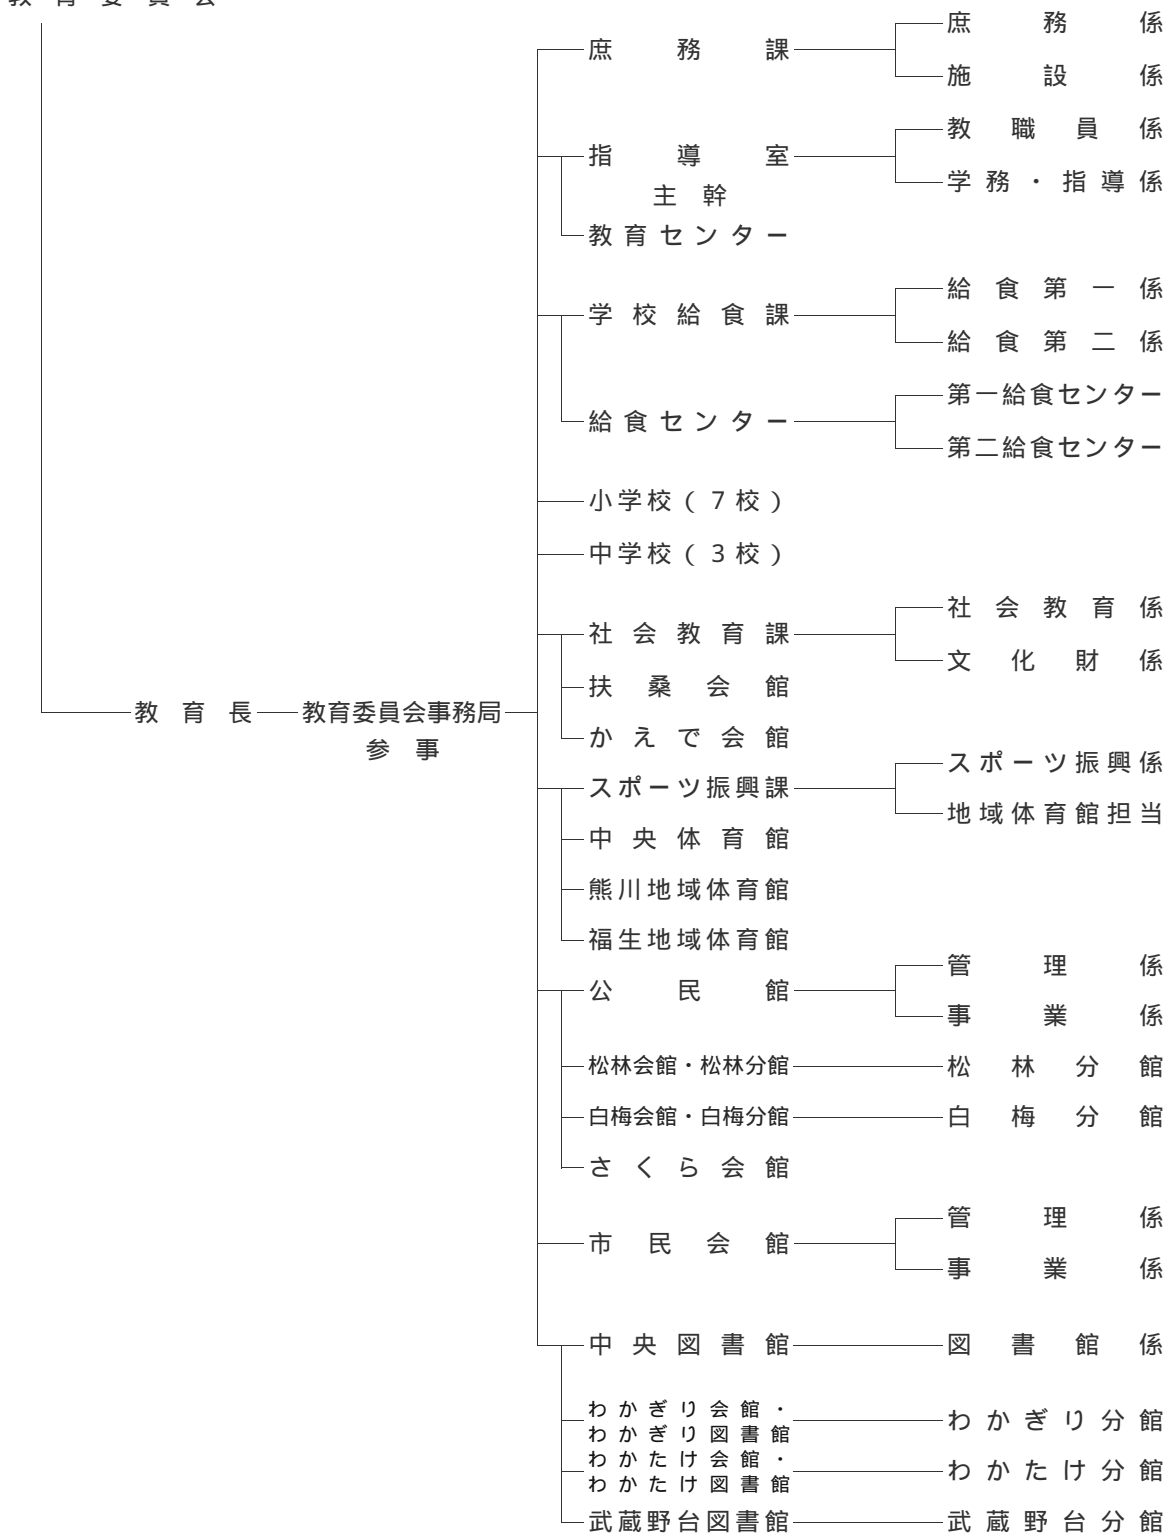 教育委員会
庶務課
庶務係
施設係
指導室
主幹
教職員係
学務・指導係
教育センター
学校給食課
給食第一係
給食第二係
給食センター
第一給食センター
第二給食センター
小学校(7校)
中学校(3校)
社会教育課
社会教育係
文化財係
扶桑会館
かえで会館
教育長
教育委員会事務局
参事
スポーツ振興課
スポーツ振興係
地域体育館担当
中央体育館
熊川地域体育館
福生地域体育館
公民館
管理係
事業係
松林会館・松林分館
松林分館
白梅会館・白梅分館
白梅分館
さくら会館
市民会館
管理係
事業係
中央図書館
図書館係
わかぎり会館・
わかぎり図書館
わかぎり分館
わかたけ会館・
わかたけ図書館
わかたけ分館
武蔵野台図書館
武蔵野台分館